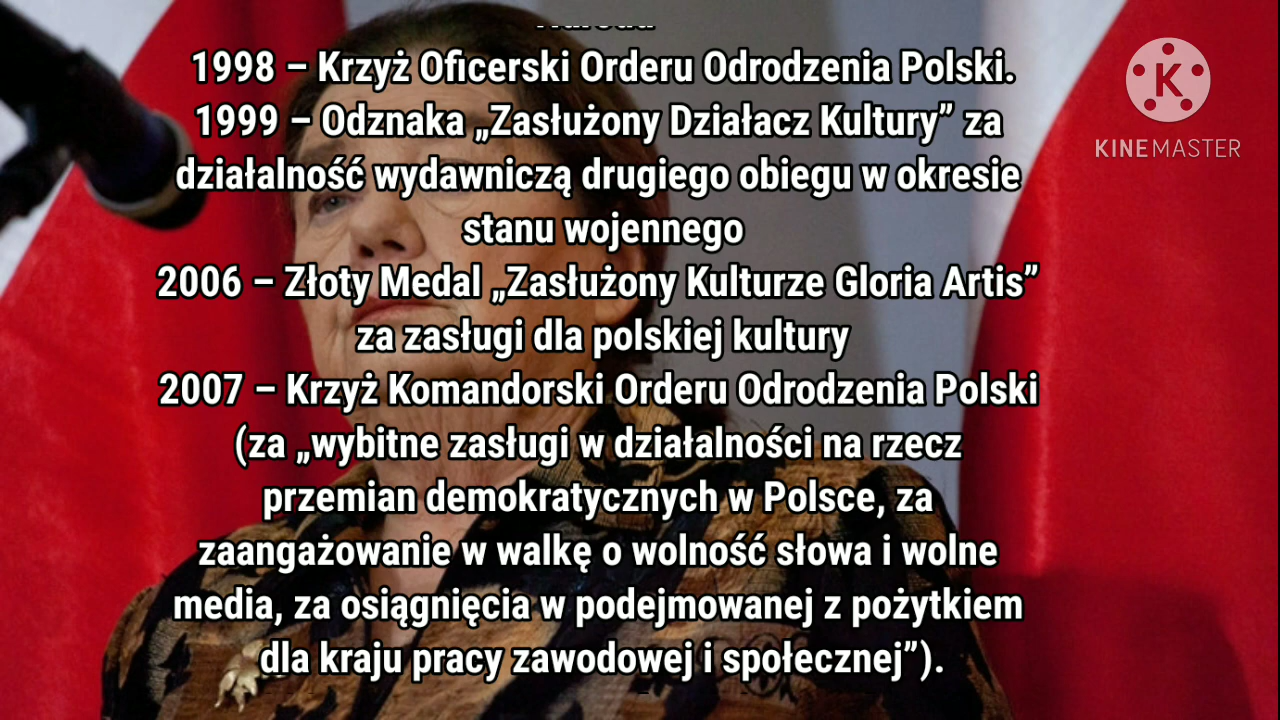 1998 – Krzyż Oficerski Orderu Odrodzenia Polski.
1999 – Odznaka „Zasłużony Działacz Kultury” za
działalność wydawniczą drugiego obiegu w okresie
stanu wojennego
2006 – Złoty Medal „Zasłużony Kulturze Gloria Artis”
za zasługi dla polskiej kultury
2007 – Krzyż Komandorski Orderu Odrodzenia Polski
(za „wybitne zasługi w działalności na rzecz
przemian demokratycznych w Polsce, za
zaangażowanie w walkę o wolność słowa i wolne
media, za osiągnięcia w podejmowanej z pożytkiem
dla kraju pracy zawodowej i społecznej”).
K
KINEMASTER